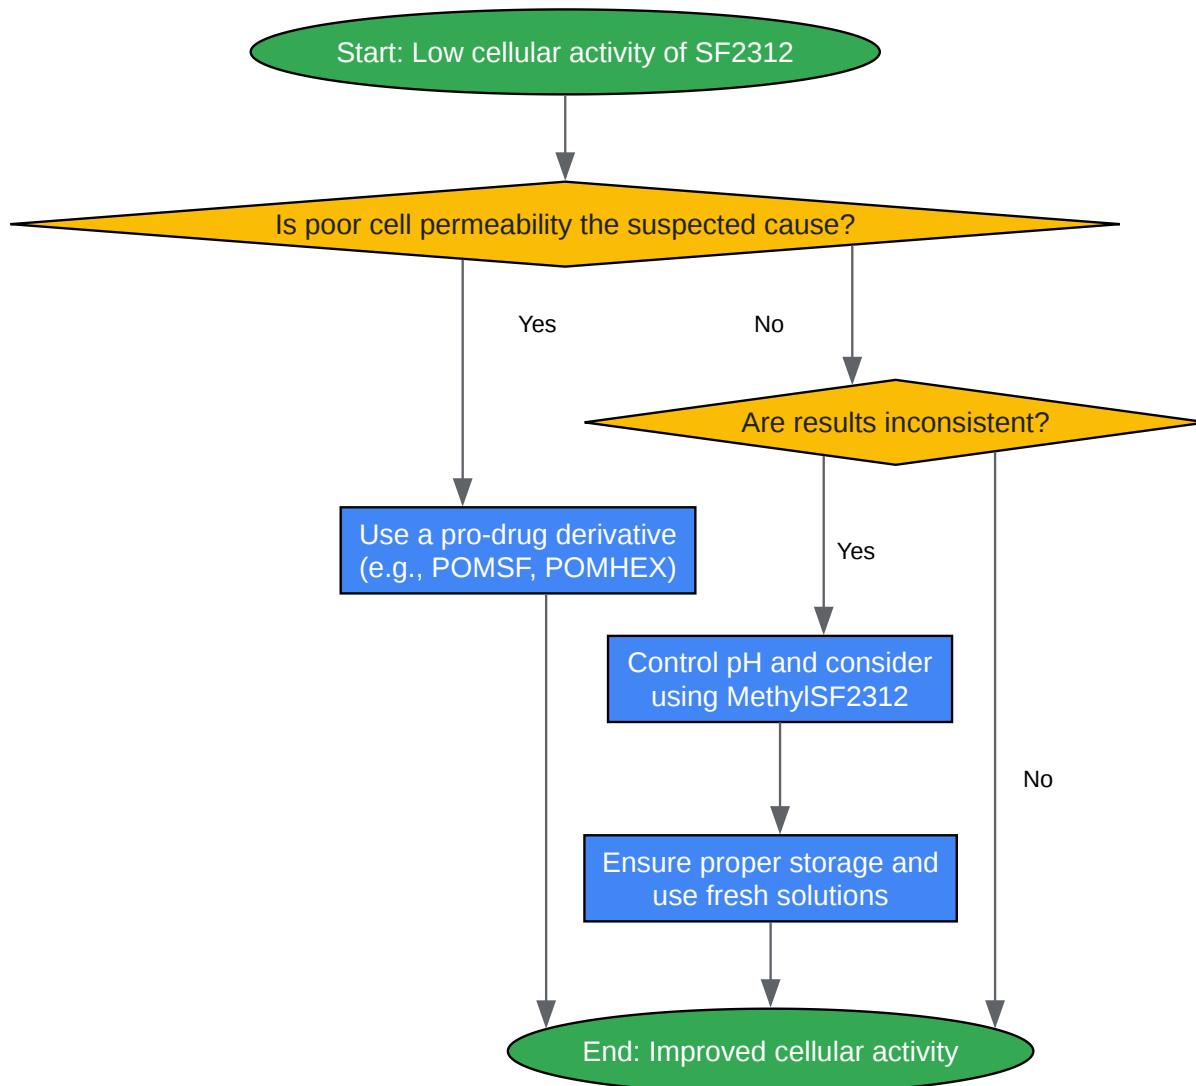 Start: Low cellular activity of SF2312
Is poor cell permeability the suspected cause?
Yes
No
Are results inconsistent?
Use a pro-drug derivative
(e.g., POMSF, POMHEX)
Yes
Control pH and consider
using MethylSF2312
No
Ensure proper storage and
use fresh solutions
End: Improved cellular activity